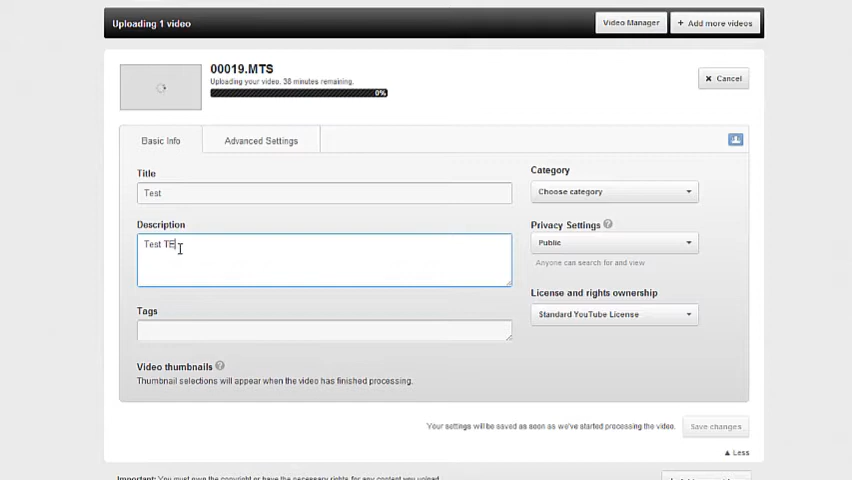 Uploading 1 video
Video Manager
+ Add more videos
00019.MTS
Uploading your video. 38 minutes remaining.
0%
Cancel
Basic Info
Advanced Settings
Title
Test
Description
Test TE
Tags
Video thumbnails ?
Thumbnail selections will appear when the video has finished processing.
Category
Choose category
Privacy Settings ?
Public
Anyone can search for and view
License and rights ownership
Standard YouTube License
Your settings will be saved as soon as we've started processing the video.
Save changes
Less
Important: You must own the copyright or have the necessary rights for any content you upload.